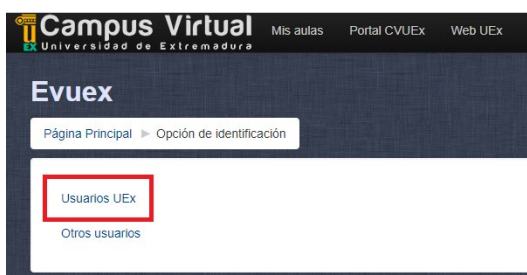 Campus Virtual
UEX Universidad de Extremadura
Mis aulas Portal CVUEx Web UEx
Evuex
Página Principal ► Opción de identificación
Usuarios UEx
Otros usuarios